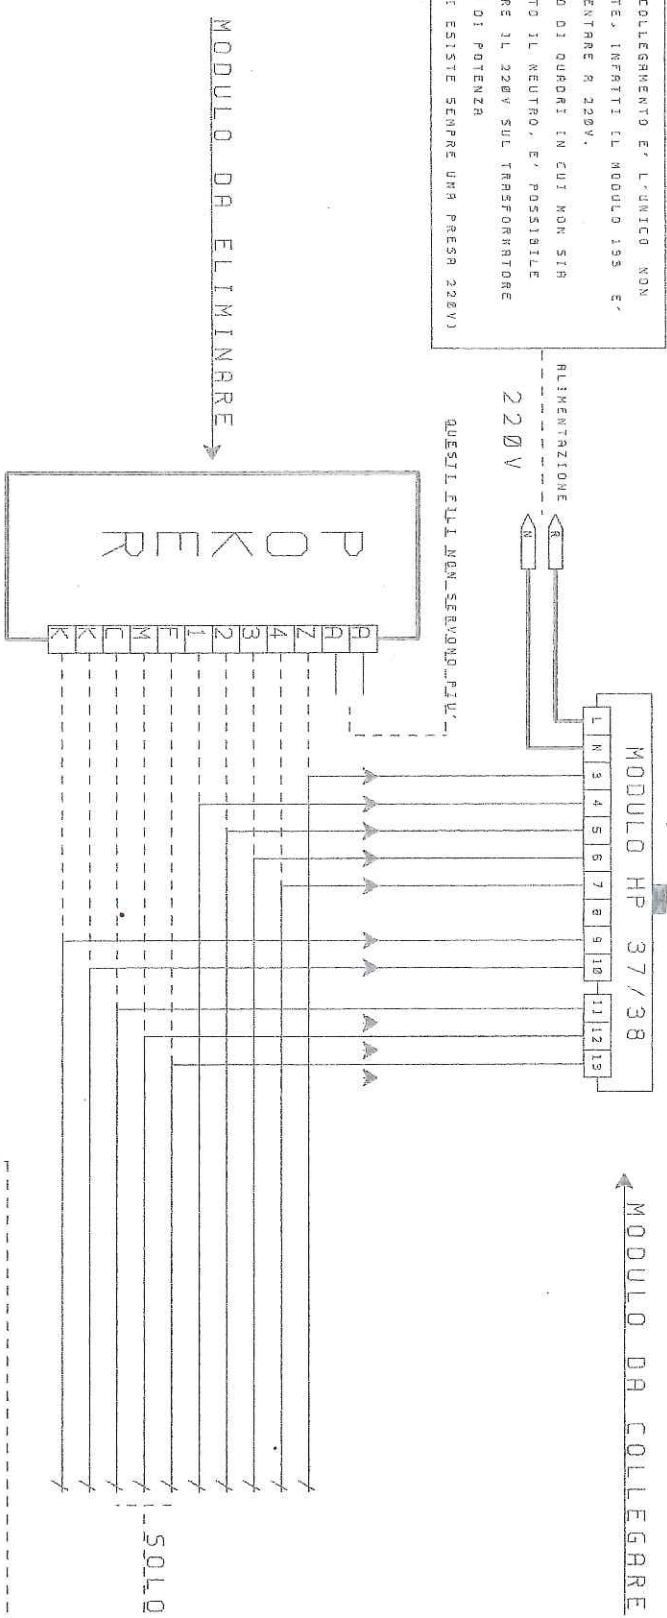 COLLEGAMENTO E' L'UNICO NON
TE, INFATTI IL MODULO 193 E'
ENTARE A 220V.
O DI QUADRI IN CUI NON SIA
TO IL NEUTRO, E' POSSIBILE
RE IL 220V SUL TRASFORMATORE
DI POTENZA
I ESISTE SEMPRE UNA PRESA 220V)
ALIMENTAZIONE
220V
R
N
QUESTI FILI NON SERVONO PIU'
MODULO HP 37/38
L N 3 4 5 6 7 8 9 10 11 12 13
MODULO DA COLLEGARE
MODULO DA ELIMINARE
POKER
A A Z 4 3 2 1 F M C K K
SOLO